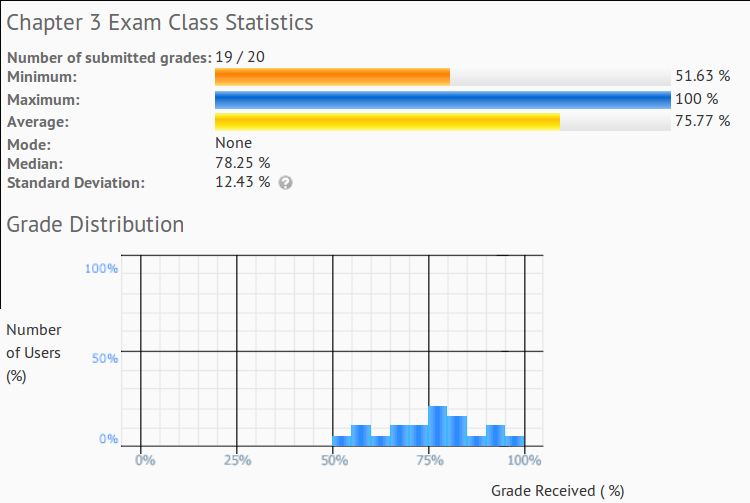 Chapter 3 Exam Class Statistics
Number of submitted grades: 19 / 20
Minimum: 51.63 %
Maximum: 100 %
Average: 75.77 %
Mode: None
Median: 78.25 %
Standard Deviation: 12.43 % ?
Grade Distribution
100%
Number
of Users
50%
(%)
0%
0% 25% 50% 75% 100%
Grade Received ( %)